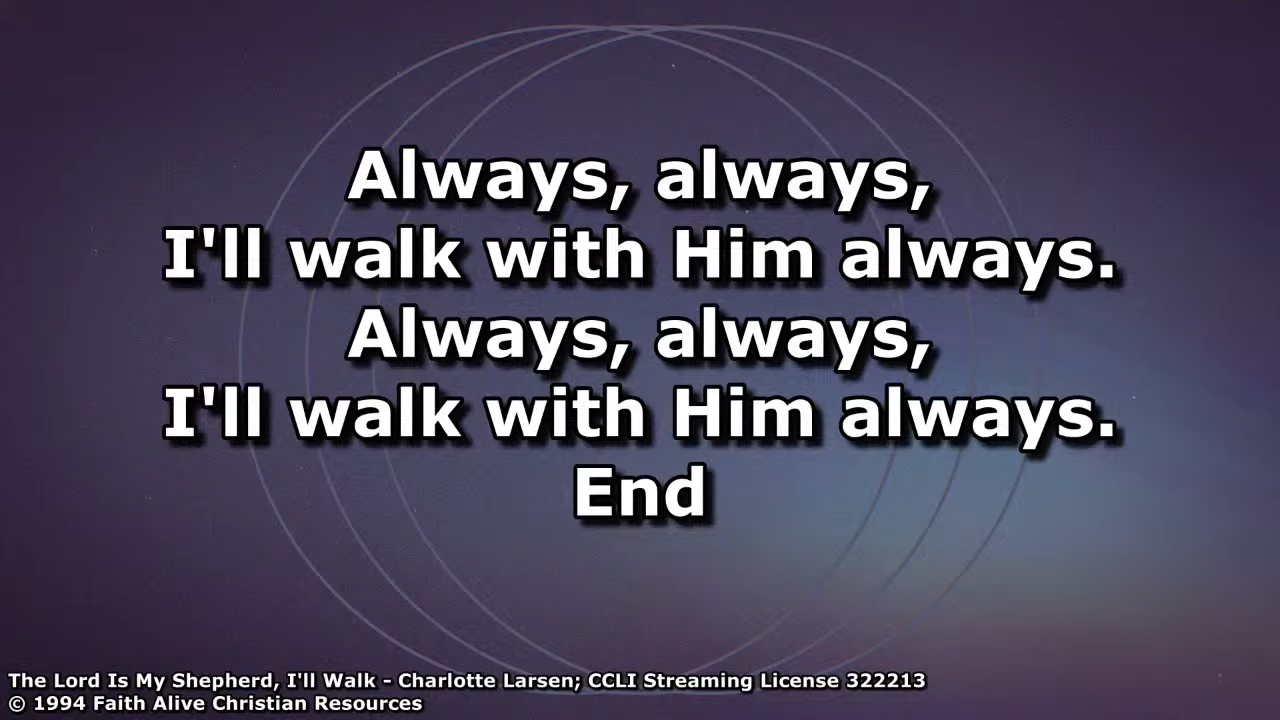 Always, always,
I'll walk with Him always.
Always, always,
I'll walk with Him always.
End
The Lord Is My Shepherd, I'll Walk - Charlotte Larsen; CCLI Streaming License 322213
© 1994 Faith Alive Christian Resources